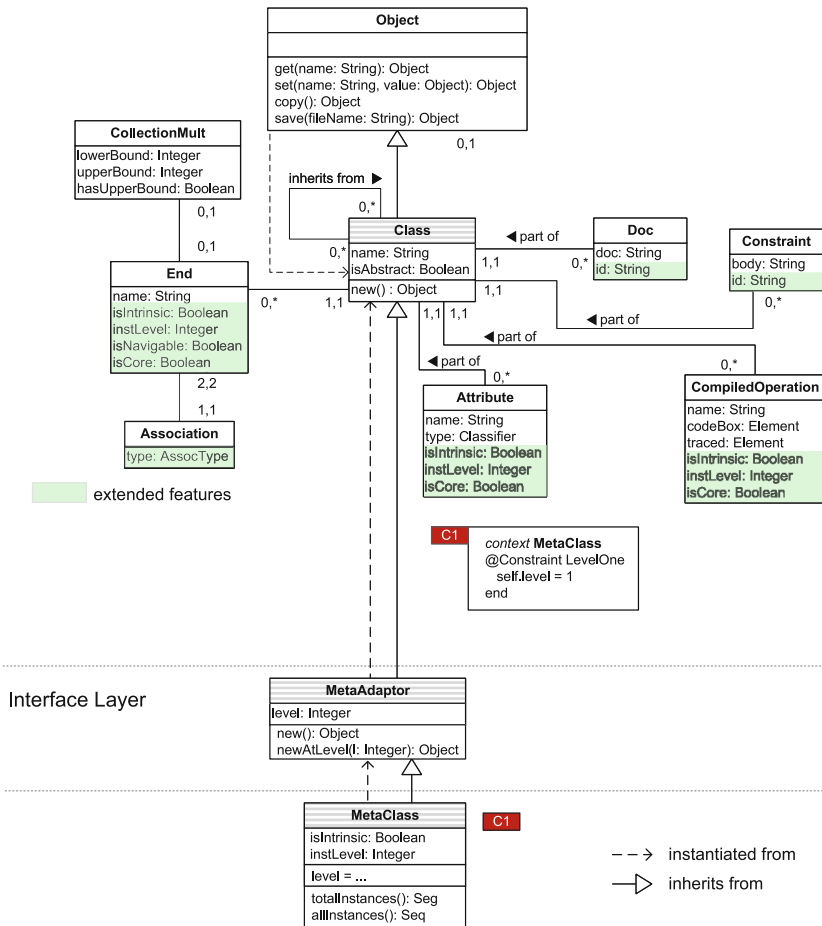 Object
get(name: String): Object
set(name: String, value: Object): Object
copy(): Object
save(fileName: String): Object
0,1
CollectionMult
lowerBound: Integer
upperBound: Integer
hasUpperBound: Boolean
0,1
0,1
inherits from ►
0,*
0,*
Class
name: String
isAbstract: Boolean
new() : Object
◄ part of
1,1
0,*
Doc
doc: String
id: String
Constraint
body: String
id: String
0,*
1,1
◄ part of
End
name: String
isIntrinsic: Boolean
instLevel: Integer
isNavigable: Boolean
isCore: Boolean
0,*
1,1
1,1
1,1
◄ part of
◄ part of
0,*
0,*
2,2
1,1
Association
type: AssocType
extended features
Attribute
name: String
type: Classifier
isIntrinsic: Boolean
instLevel: Integer
isCore: Boolean
CompiledOperation
name: String
codeBox: Element
traced: Element
isIntrinsic: Boolean
instLevel: Integer
isCore: Boolean
C1
context MetaClass
@Constraint LevelOne
self.level = 1
end
Interface Layer
MetaAdaptor
level: Integer
new(): Object
newAtLevel(l: Integer): Object
MetaClass
isIntrinsic: Boolean
instLevel: Integer
level = ...
totalInstances(): Seg
allInstances(): Seq
C1
instantiated from
inherits from